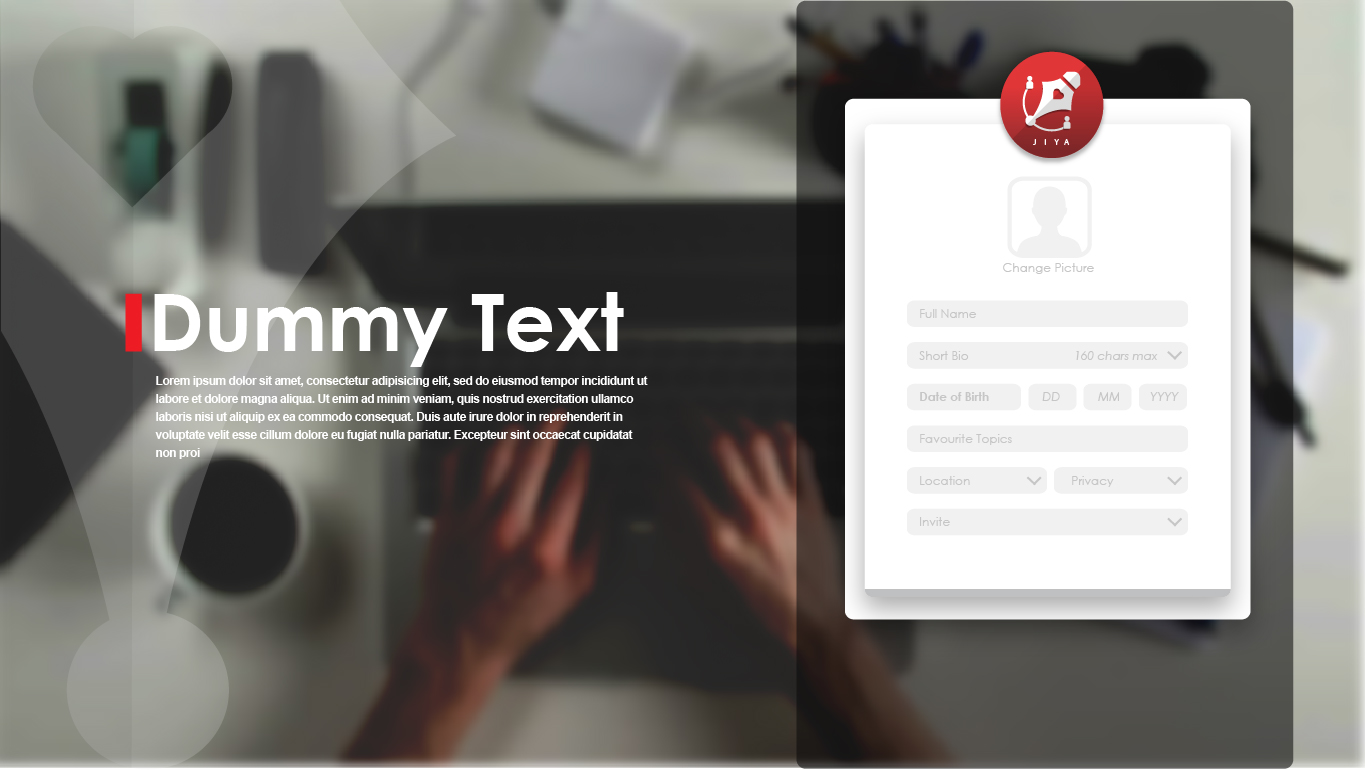 Dummy Text
Lorem ipsum dolor sit amet, consectetur adipisicing elit, sed do eiusmod tempor incididunt ut
labore et dolore magna aliqua. Ut enim ad minim veniam, quis nostrud exercitation ullamco
laboris nisi ut aliquip ex ea commodo consequat. Duis aute irure dolor in reprehenderit in
voluptate velit esse cillum dolore eu fugiat nulla pariatur. Excepteur sint occaecat cupidatat
non proi
JIYA
Change Picture
Full Name
Short Bio 160 chars max
Date of Birth DD MM YYYY
Favourite Topics
Location Privacy
Invite